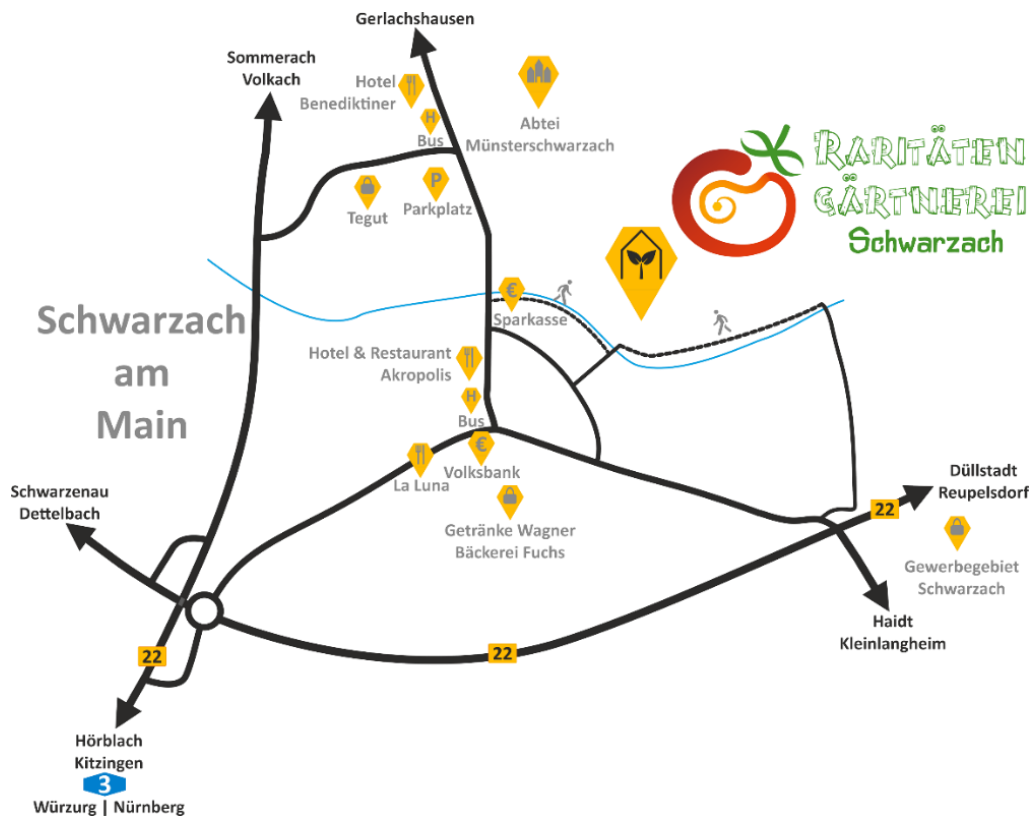 Gerlachshausen
Sommerach
Volkach
Hotel
Benediktiner
H
Bus
Abtei
Münsterschwarzach
RARITÄTEN
GÄRTNEREI
Schwarzach
Tegut
P
Parkplatz
€
Sparkasse
Schwarzach
am
Main
Hotel & Restaurant
Akropolis
H
Bus
€
Volksbank
La Luna
Getränke Wagner
Bäckerei Fuchs
Schwarzenau
Dettelbach
Düllstadt
Reupelsdorf
22
Gewerbegebiet
Schwarzach
Haidt
Kleinlangheim
22
22
Hörblach
Kitzingen
3
Würzurg | Nürnberg